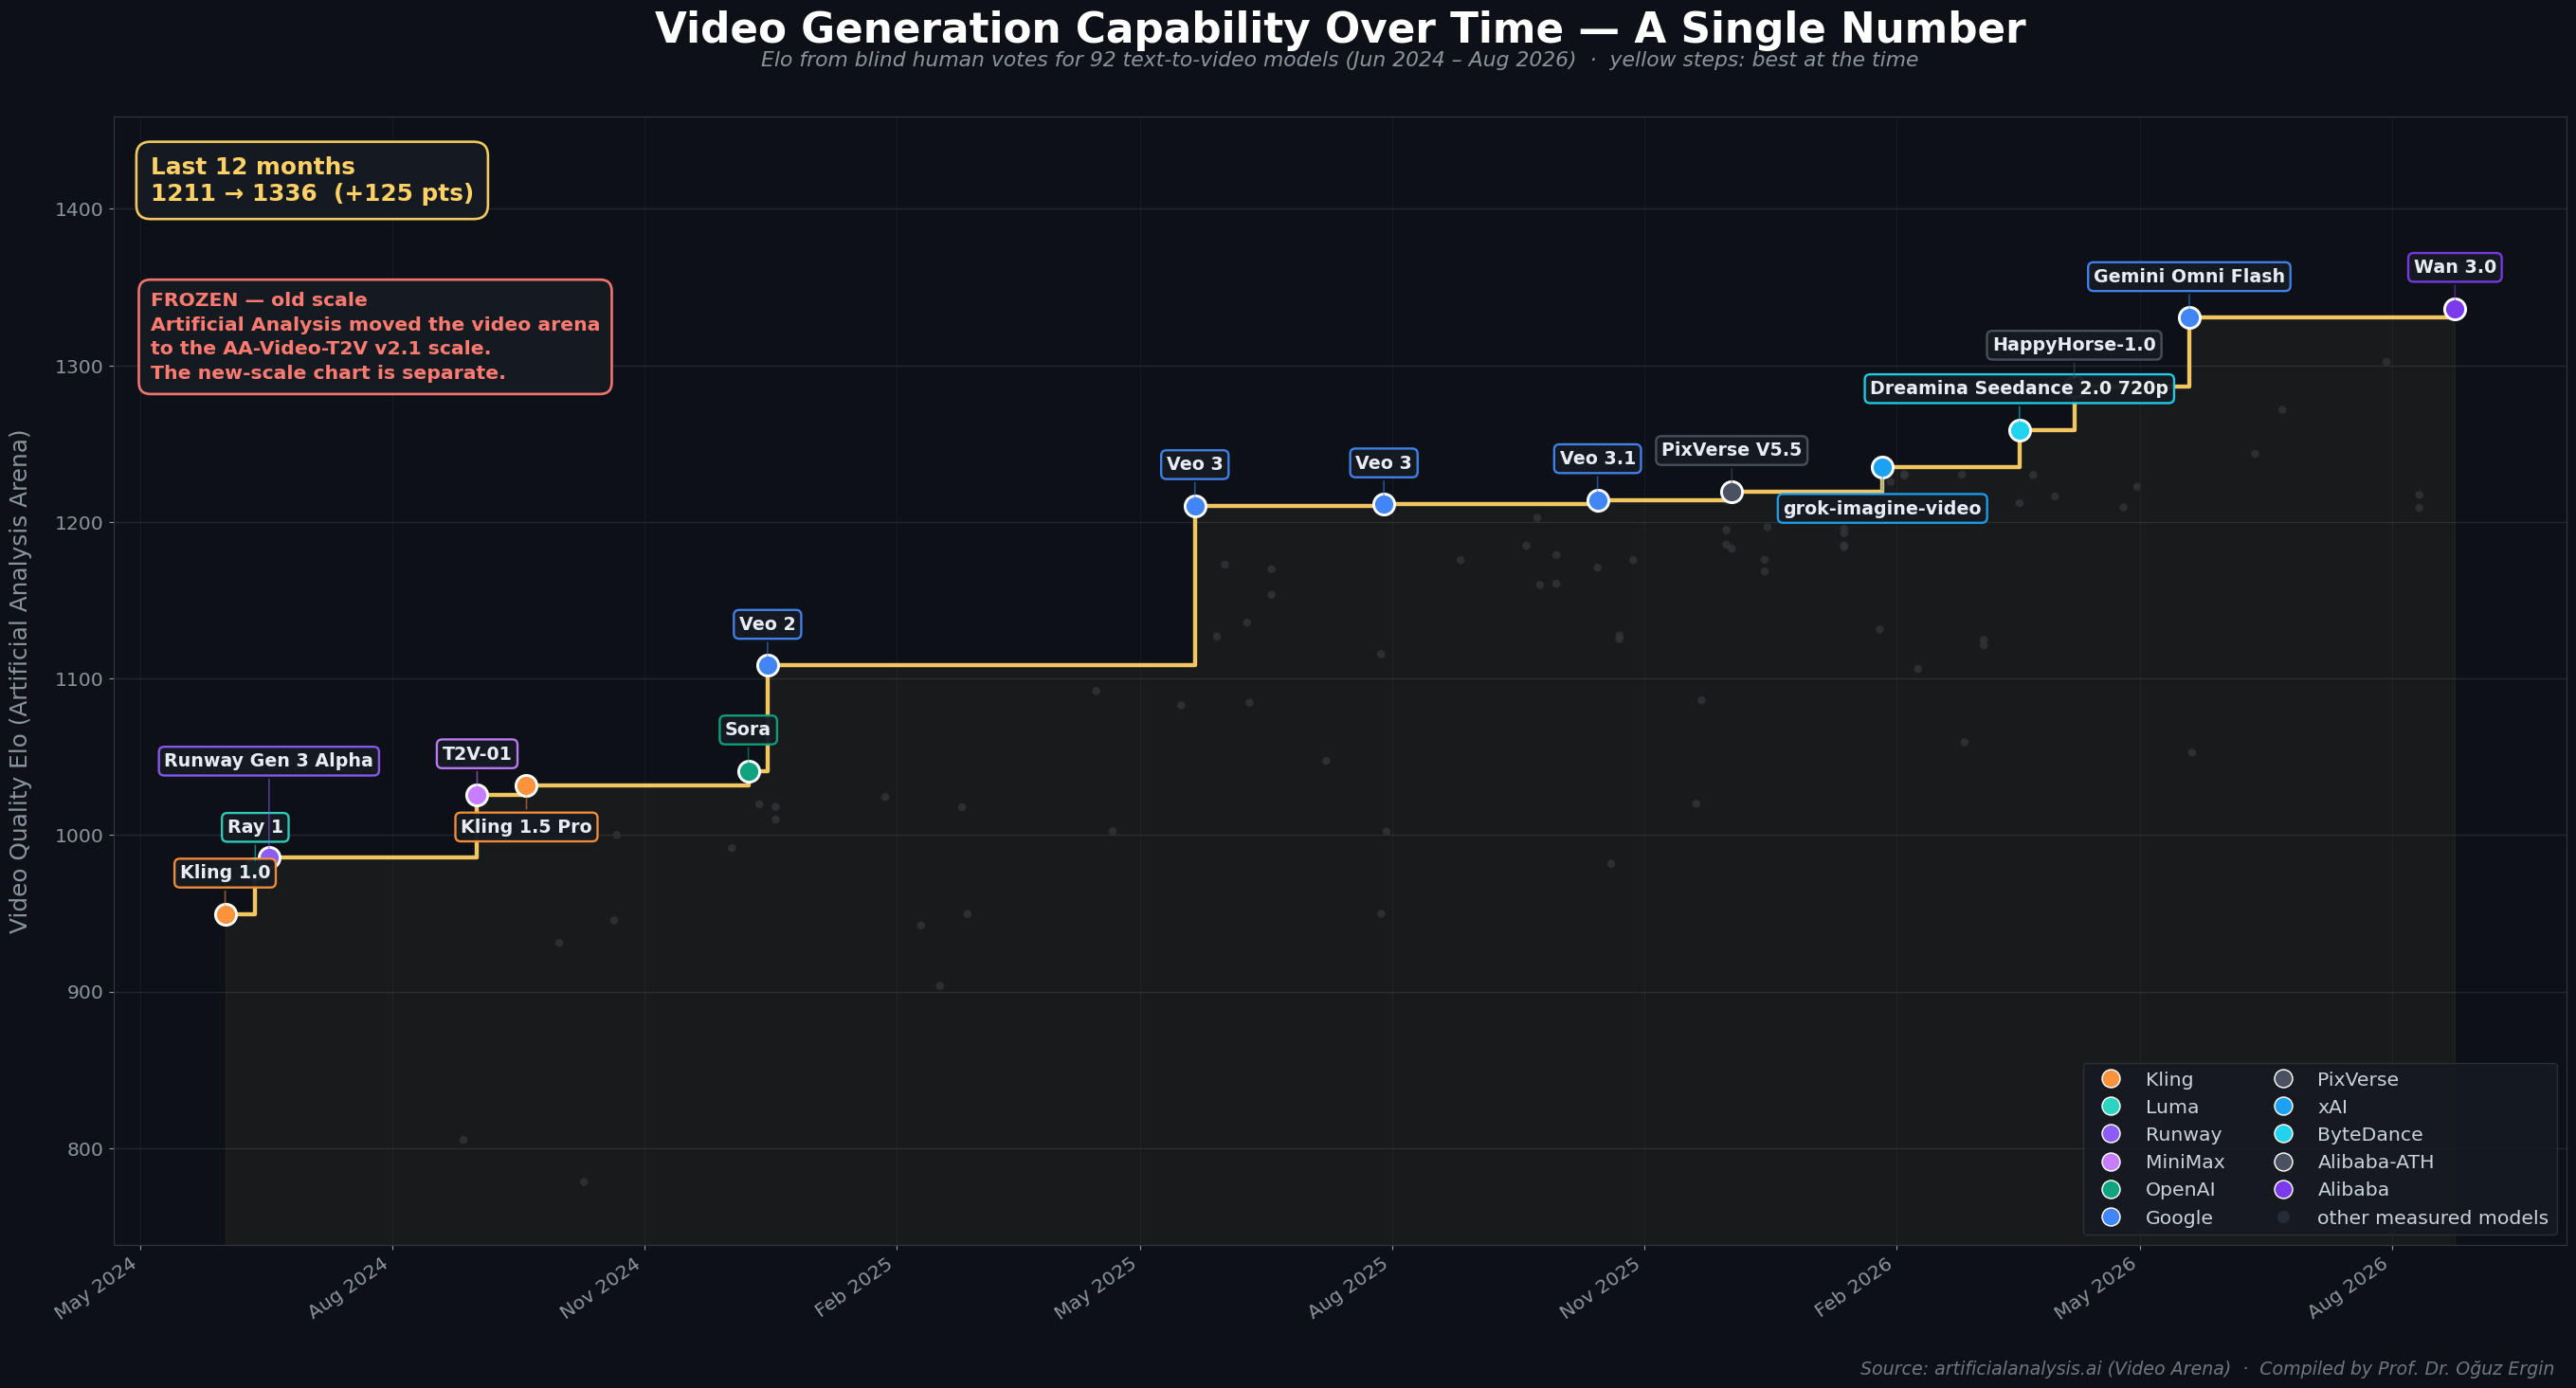 Video Generation Capability Over Time — A Single Number
Elo from blind human votes for 92 text-to-video models (Jun 2024 – Aug 2026) · yellow steps: best at the time
Last 12 months
1211 → 1336 (+125 pts)
FROZEN — old scale
Artificial Analysis moved the video arena
to the AA-Video-T2V v2.1 scale.
The new-scale chart is separate.
Video Quality Elo (Artificial Analysis Arena)
1400
1300
1200
1100
1000
900
800
Kling 1.0
Ray 1
Runway Gen 3 Alpha
T2V-01
Kling 1.5 Pro
Sora
Veo 2
Veo 3
Veo 3
Veo 3.1
PixVerse V5.5
grok-imagine-video
Dreamina Seedance 2.0 720p
HappyHorse-1.0
Gemini Omni Flash
Wan 3.0
Kling
Luma
Runway
MiniMax
OpenAI
Google
PixVerse
xAI
ByteDance
Alibaba-ATH
Alibaba
other measured models
May 2024
Aug 2024
Nov 2024
Feb 2025
May 2025
Aug 2025
Nov 2025
Feb 2026
May 2026
Aug 2026
Source: artificialanalysis.ai (Video Arena) · Compiled by Prof. Dr. Oğuz Ergin